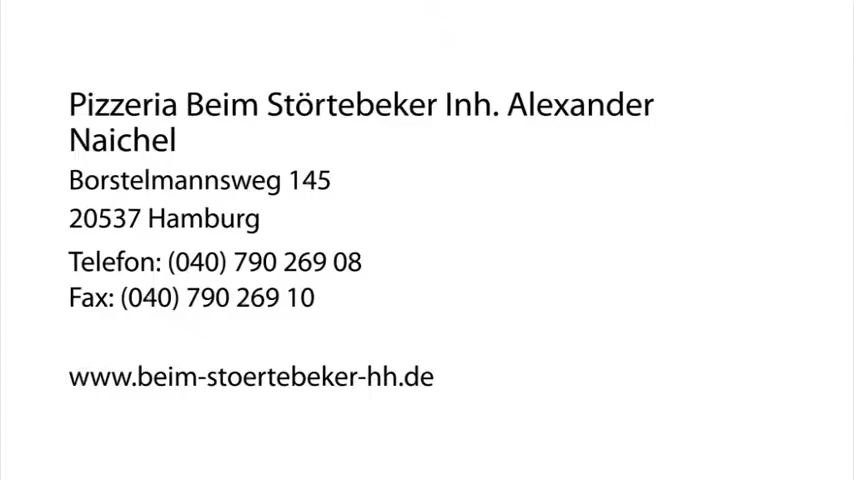 Pizzeria Beim Störtebeker Inh. Alexander
Naichel
Borstelmannsweg 145
20537 Hamburg
Telefon: (040) 790 269 08
Fax: (040) 790 269 10
www.beim-stoertebeker-hh.de